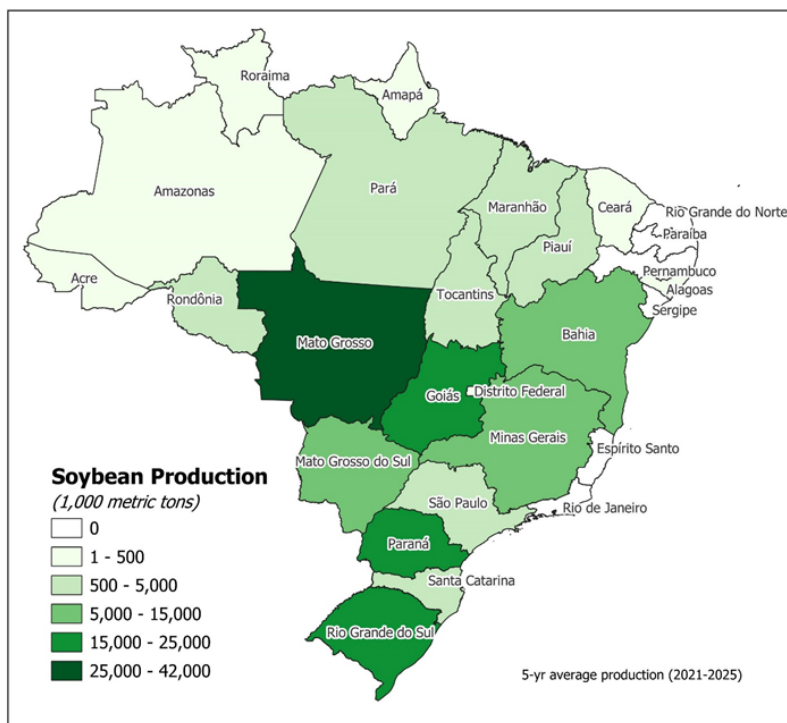 Roraima
Amapá
Amazonas
Pará
Maranhão
Ceará
Rio Grande do Norte
Paraíba
Piauí
Pernambuco
Acre
Rondônia
Tocantins
Alagoas
Sergipe
Mato Grosso
Bahia
Goiás
Distrito Federal
Minas Gerais
Espírito Santo
Mato Grosso do Sul
São Paulo
Rio de Janeiro
Paraná
Santa Catarina
Rio Grande do Sul
Soybean Production
(1,000 metric tons)
0
1 - 500
500 - 5,000
5,000 - 15,000
15,000 - 25,000
25,000 - 42,000
5-yr average production (2021-2025)